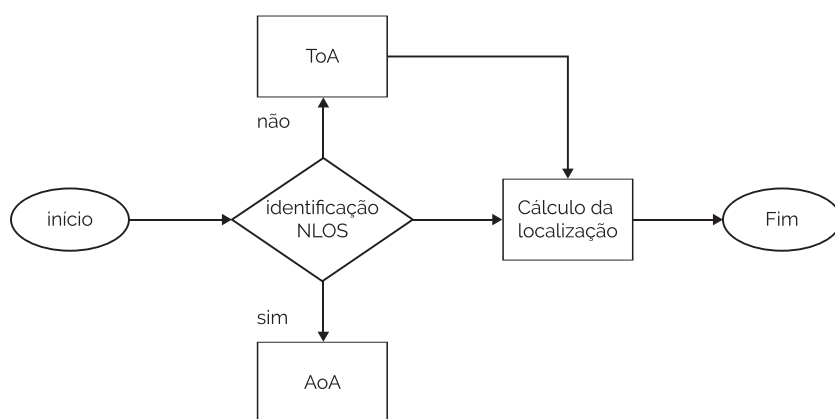 ToA
não
início
identificação
NLOS
Cálculo da
localização
Fim
sim
AoA